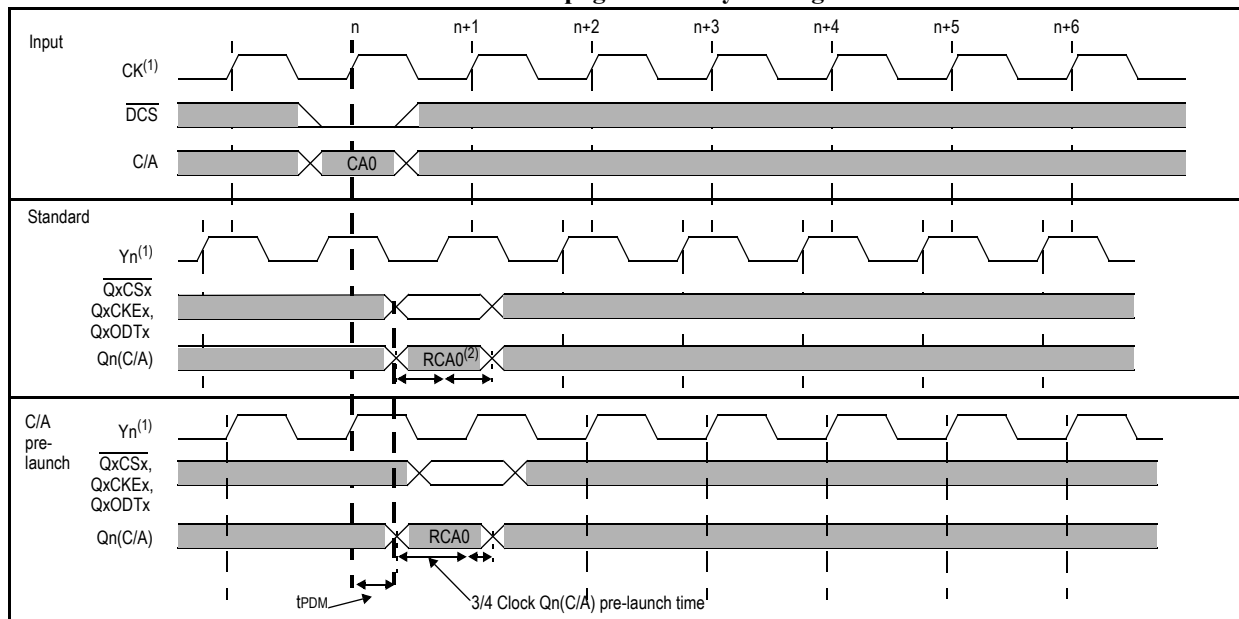 n n+1 n+2 n+3 n+4 n+5 n+6
Input
CK(1)
DCS
C/A CA0
Standard
Yn(1)
QxCSx
QxCKEx,
QxODTx
Qn(C/A) RCA0(2)
C/A
pre-
launch
Yn(1)
QxCSx,
QxCKEx,
QxODTx
Qn(C/A) RCA0
tPDM 3/4 Clock Qn(C/A) pre-launch time